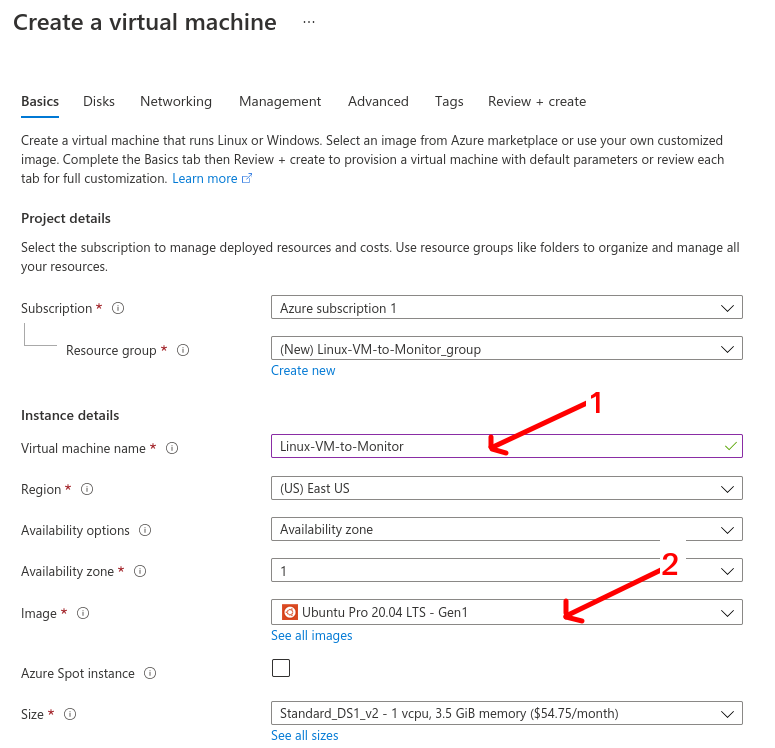 Create a virtual machine ...
Basics Disks Networking Management Advanced Tags Review + create
Create a virtual machine that runs Linux or Windows. Select an image from Azure marketplace or use your own customized
image. Complete the Basics tab then Review + create to provision a virtual machine with default parameters or review each
tab for full customization. Learn more
Project details
Select the subscription to manage deployed resources and costs. Use resource groups like folders to organize and manage all
your resources.
Subscription * Azure subscription 1
Resource group * (New) Linux-VM-to-Monitor_group
Create new
1
Instance details
Virtual machine name * Linux-VM-to-Monitor
Region * (US) East US
Availability options Availability zone
2
Availability zone * 1
Image * Ubuntu Pro 20.04 LTS - Gen1
See all images
Azure Spot instance
Size * Standard_DS1_v2 - 1 vcpu, 3.5 GiB memory ($54.75/month)
See all sizes